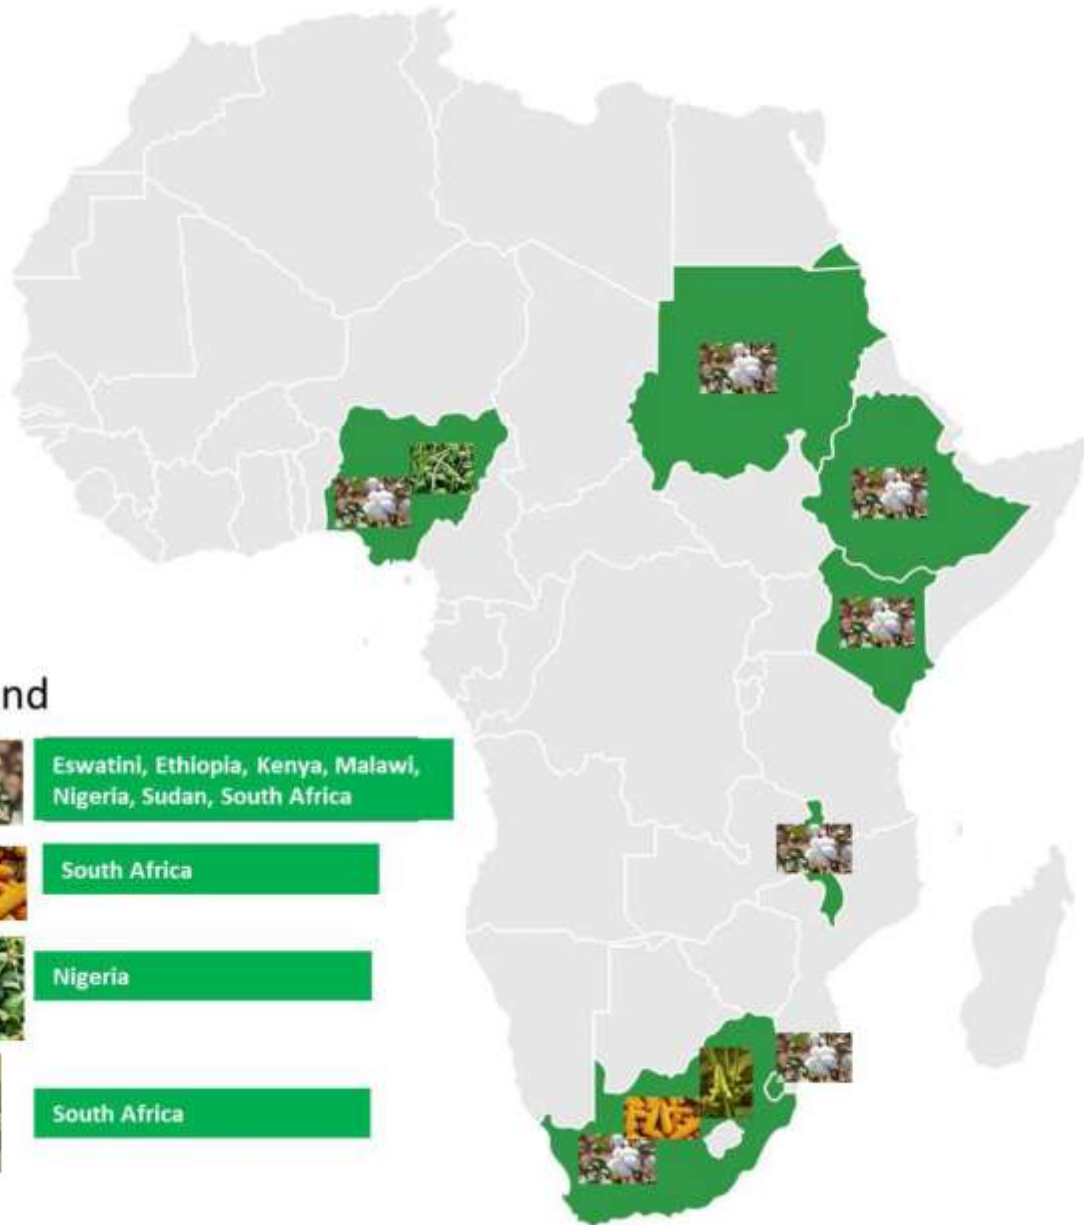 nd
Eswatini, Ethiopia, Kenya, Malawi,
Nigeria, Sudan, South Africa
South Africa
Nigeria
South Africa